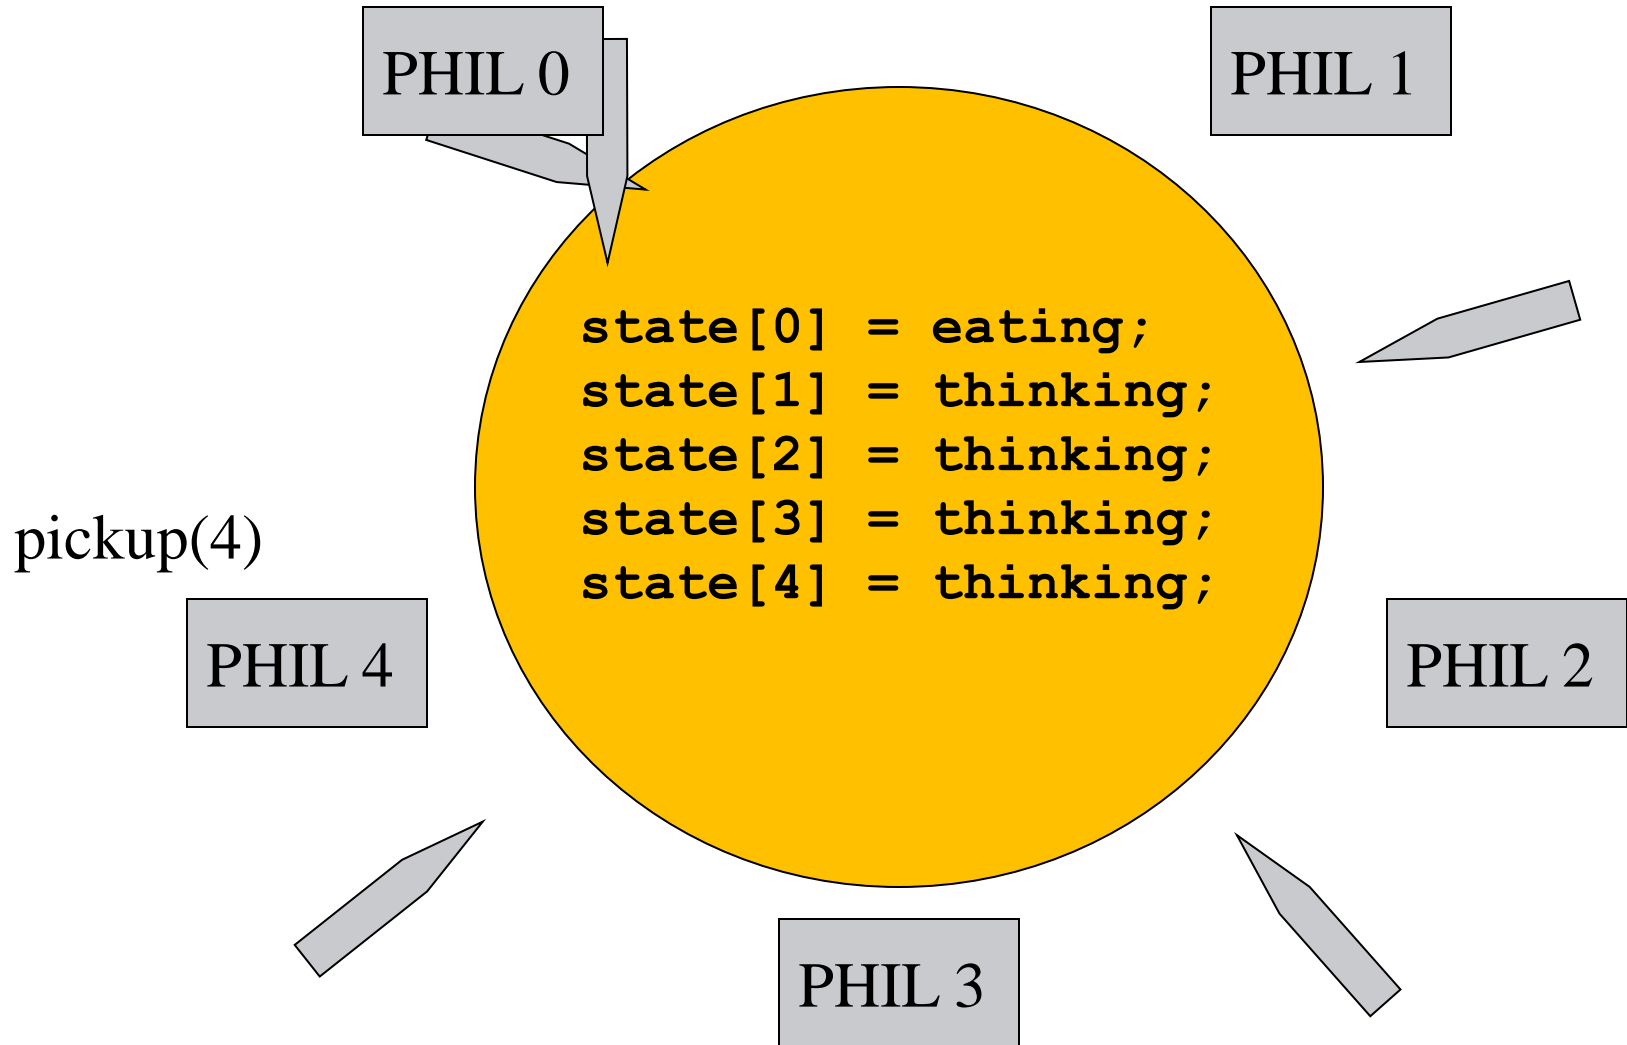 PHIL 0
PHIL 1
state[0] = eating;
state[1] = thinking;
state[2] = thinking;
state[3] = thinking;
state[4] = thinking;
pickup(4)
PHIL 4
PHIL 2
PHIL 3